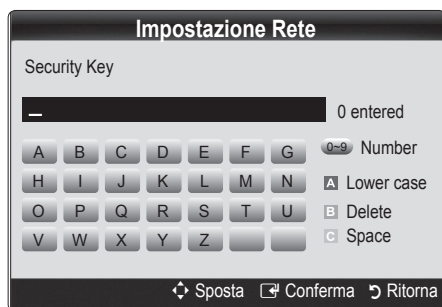 Impostazione Rete
Security Key
0 entered
A B C D E F G 0~9 Number
H I J K L M N A Lower case
O P Q R S T U B Delete
V W X Y Z C Space
Sposta Conferma Ritorna